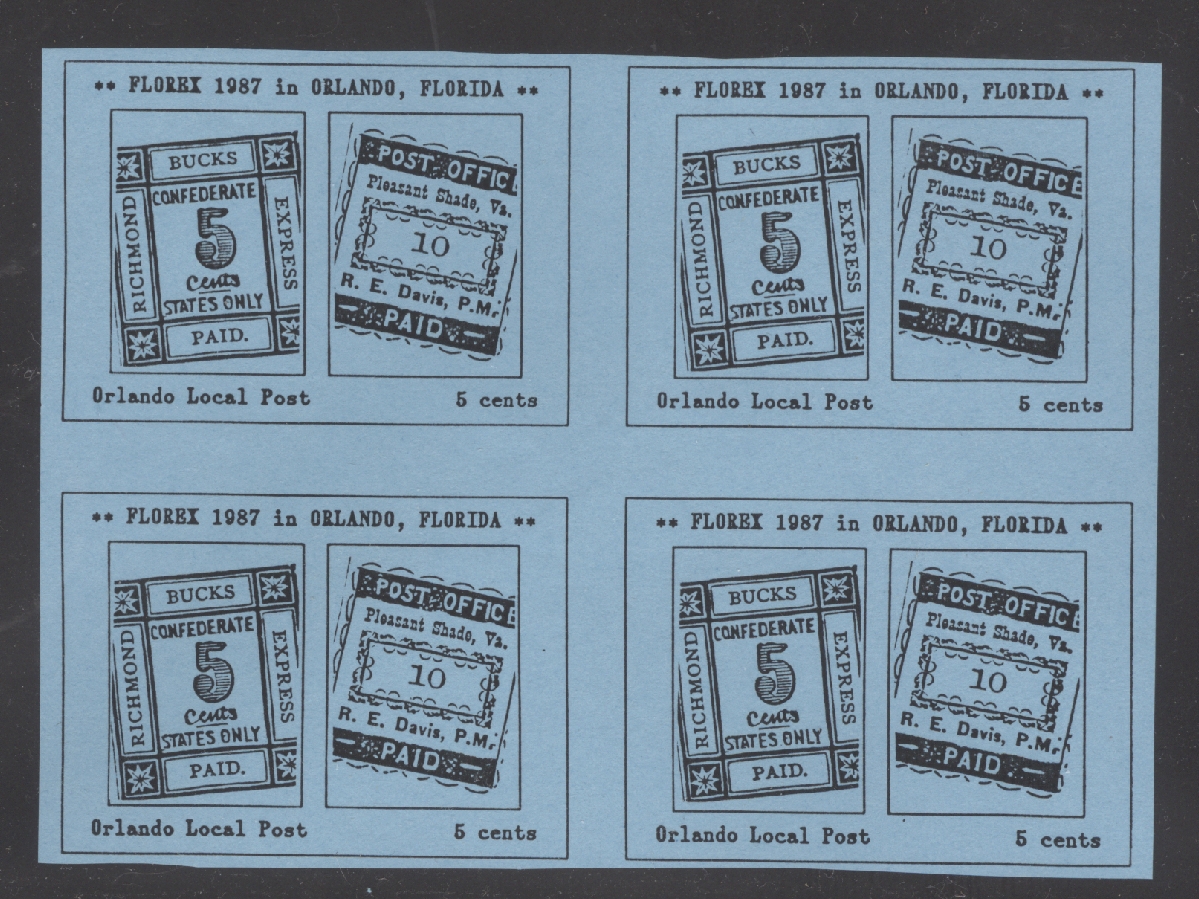 ** FLOREX 1987 in ORLANDO, FLORIDA **
BUCKS
RICHMOND
CONFEDERATE
5
Cents
STATES ONLY
EXPRESS
PAID.
POST OFFICE
Pleasant Shade, Va.
10
R. E. Davis, P.M.
PAID
Orlando Local Post 5 cents
** FLOREX 1987 in ORLANDO, FLORIDA **
BUCKS
RICHMOND
CONFEDERATE
5
Cents
STATES ONLY
EXPRESS
PAID.
POST OFFICE
Pleasant Shade, Va.
10
R. E. Davis, P.M.
PAID
Orlando Local Post 5 cents
** FLOREX 1987 in ORLANDO, FLORIDA **
BUCKS
RICHMOND
CONFEDERATE
5
Cents
STATES ONLY
EXPRESS
PAID.
POST OFFICE
Pleasant Shade, Va.
10
R. E. Davis, P.M.
PAID
Orlando Local Post 5 cents
** FLOREX 1987 in ORLANDO, FLORIDA **
BUCKS
RICHMOND
CONFEDERATE
5
Cents
STATES ONLY
EXPRESS
PAID.
POST OFFICE
Pleasant Shade, Va.
10
R. E. Davis, P.M.
PAID
Orlando Local Post 5 cents